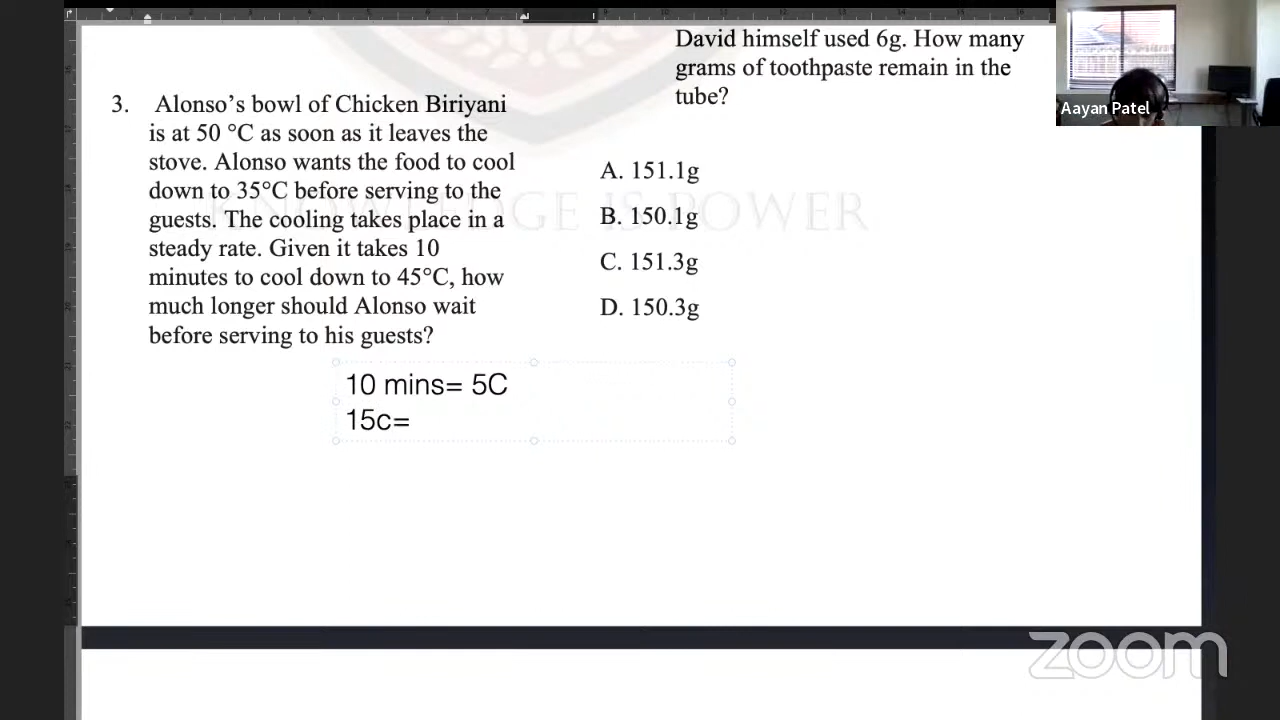 David himself used 6g. How many
grams of toothpaste remain in the
tube?
Aayan Patel
3. Alonso’s bowl of Chicken Biriyani
is at 50 °C as soon as it leaves the
stove. Alonso wants the food to cool
down to 35°C before serving to the
guests. The cooling takes place in a
steady rate. Given it takes 10
minutes to cool down to 45°C, how
much longer should Alonso wait
before serving to his guests?
A. 151.1g
B. 150.1g
C. 151.3g
D. 150.3g
KNOWLEDGE IS POWER
10 mins= 5C
15c=
zoom